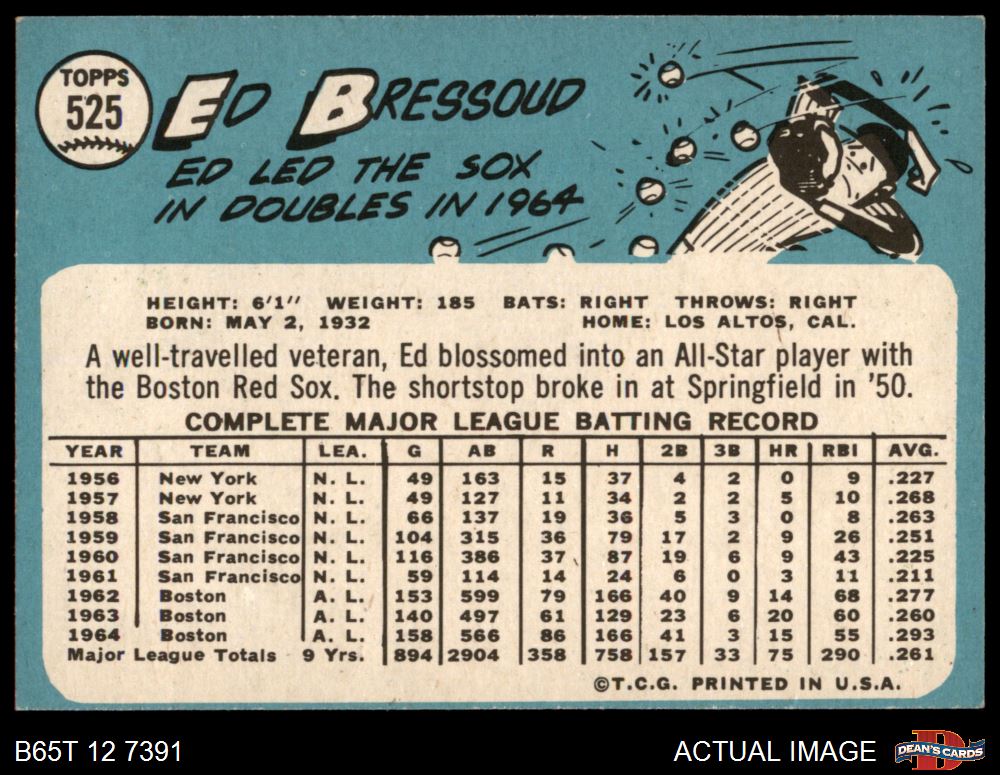 TOPPS
525
ED BRESSOUD
ED LED THE SOX
IN DOUBLES IN 1964
HEIGHT: 6'1" WEIGHT: 185 BATS: RIGHT THROWS: RIGHT
BORN: MAY 2, 1932 HOME: LOS ALTOS, CAL.
A well-travelled veteran, Ed blossomed into an All-Star player with
the Boston Red Sox. The shortstop broke in at Springfield in '50.
COMPLETE MAJOR LEAGUE BATTING RECORD
YEAR TEAM LEA. G AB R H 2B 3B HR RBI AVG.
1956 New York N. L. 49 163 15 37 4 2 0 9 .227
1957 New York N. L. 49 127 11 34 2 2 5 10 .268
1958 San Francisco N. L. 66 137 19 36 5 3 0 8 .263
1959 San Francisco N. L. 104 315 36 79 17 2 9 26 .251
1960 San Francisco N. L. 116 386 37 87 19 6 9 43 .225
1961 San Francisco N. L. 59 114 14 24 6 0 3 11 .211
1962 Boston A. L. 153 599 79 166 40 9 14 68 .277
1963 Boston A. L. 140 497 61 129 23 6 20 60 .260
1964 Boston A. L. 158 566 86 166 41 3 15 55 .293
Major League Totals 9 Yrs. 894 2904 358 758 157 33 75 290 .261
©T.C.G. PRINTED IN U.S.A.
B65T 12 7391 ACTUAL IMAGE
D DEAN'S CARDS